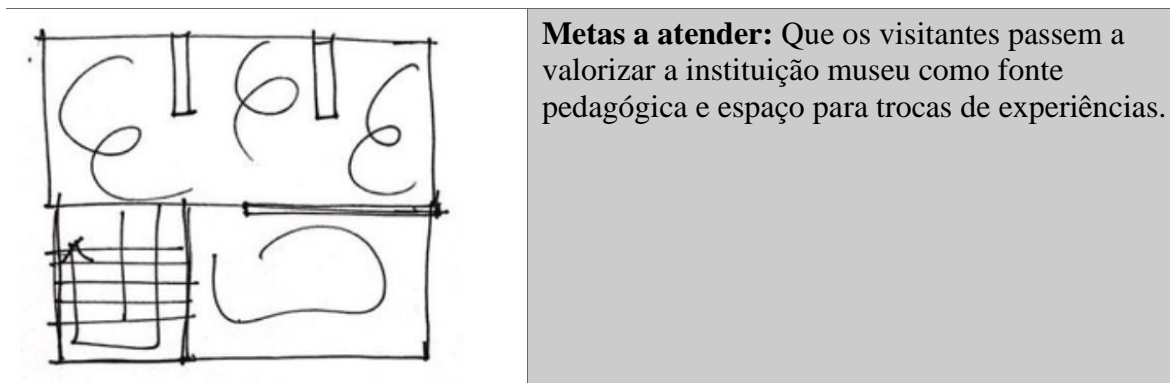 Metas a atender: Que os visitantes passem a
valorizar a instituição museu como fonte
pedagógica e espaço para trocas de experiências.